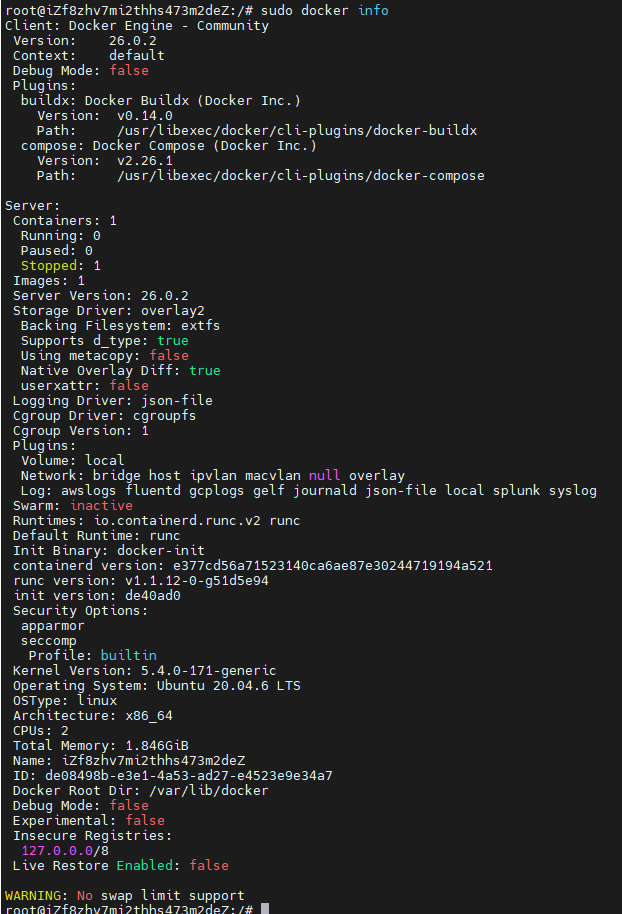 root@iZf8zhv7mi2thhs473m2deZ:/# sudo docker info
Client: Docker Engine - Community
 Version:    26.0.2
 Context:    default
 Debug Mode: false
 Plugins:
  buildx: Docker Buildx (Docker Inc.)
    Version:  v0.14.0
    Path:     /usr/libexec/docker/cli-plugins/docker-buildx
  compose: Docker Compose (Docker Inc.)
    Version:  v2.26.1
    Path:     /usr/libexec/docker/cli-plugins/docker-compose

Server:
 Containers: 1
  Running: 0
  Paused: 0
  Stopped: 1
 Images: 1
 Server Version: 26.0.2
 Storage Driver: overlay2
  Backing Filesystem: extfs
  Supports d_type: true
  Using metacopy: false
  Native Overlay Diff: true
  userxattr: false
 Logging Driver: json-file
 Cgroup Driver: cgroupfs
 Cgroup Version: 1
 Plugins:
  Volume: local
  Network: bridge host ipvlan macvlan null overlay
  Log: awslogs fluentd gcplogs gelf journald json-file local splunk syslog
 Swarm: inactive
 Runtimes: io.containerd.runc.v2 runc
 Default Runtime: runc
 Init Binary: docker-init
 containerd version: e377cd56a71523140ca6ae87e30244719194a521
 runc version: v1.1.12-0-g51d5e94
 init version: de40ad0
 Security Options:
  apparmor
  seccomp
   Profile: builtin
 Kernel Version: 5.4.0-171-generic
 Operating System: Ubuntu 20.04.6 LTS
 OSType: linux
 Architecture: x86_64
 CPUs: 2
 Total Memory: 1.846GiB
 Name: iZf8zhv7mi2thhs473m2deZ
 ID: de08498b-e3e1-4a53-ad27-e4523e9e34a7
 Docker Root Dir: /var/lib/docker
 Debug Mode: false
 Experimental: false
 Insecure Registries:
  127.0.0.0/8
 Live Restore Enabled: false

WARNING: No swap limit support
root@iZf8zhv7mi2thhs473m2deZ:/#